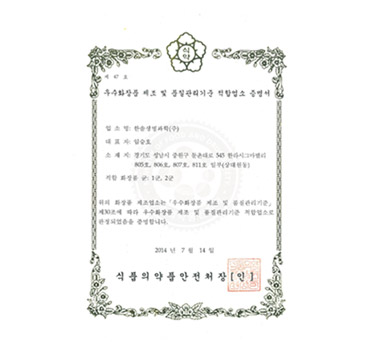 식약
제 47 호
우수화장품 제조 및 품질관리기준 적합업소 증명서
업 소 명: 한솔생명과학(주)
대 표 자: 임승호
소 재 지: 경기도 성남시 중원구 둔촌대로 545 한라시그마밸리
805호, 806호, 807호, 811호 일부(상대원동)
적합 화장품 군: 1군, 2군
위의 화장품 제조업소는 「우수화장품 제조 및 품질관리기준」
제30조에 따라 우수화장품 제조 및 품질관리기준 적합업소로
판정되었음을 증명합니다.
2014 년 7 월 14 일
식품의약품안전처장[인]